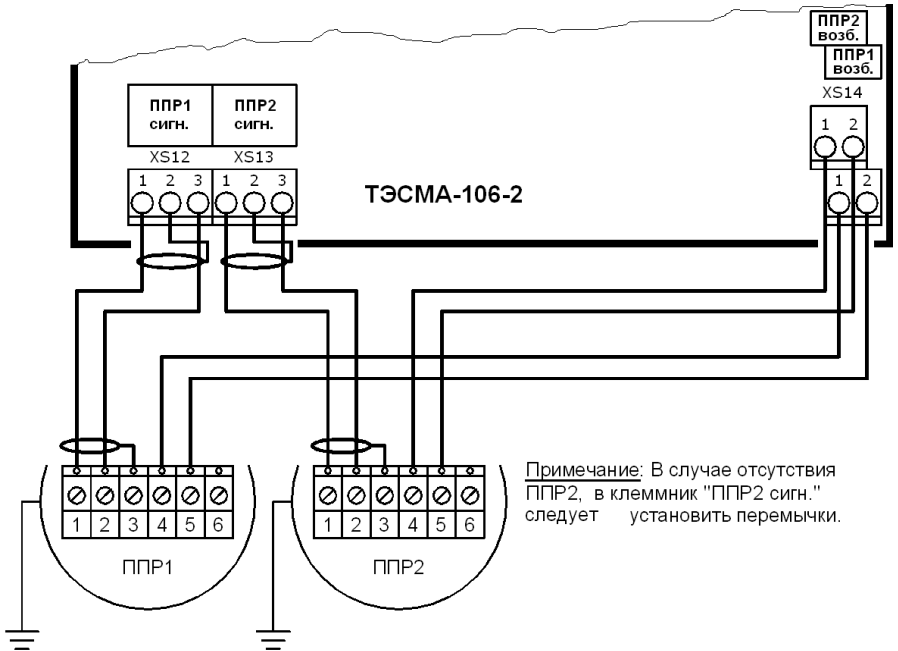 ППР2
возб.
ППР1
возб.
XS14
ППР1
сигн.
ППР2
сигн.
XS12
XS13
1 2
1 2 3
1 2 3
1 2
ТЭСМА-106-2
Примечание: В случае отсутствия
ППР2, в клеммник "ППР2 сигн."
следует установить перемычки.
1 2 3 4 5 6
1 2 3 4 5 6
ППР1
ППР2